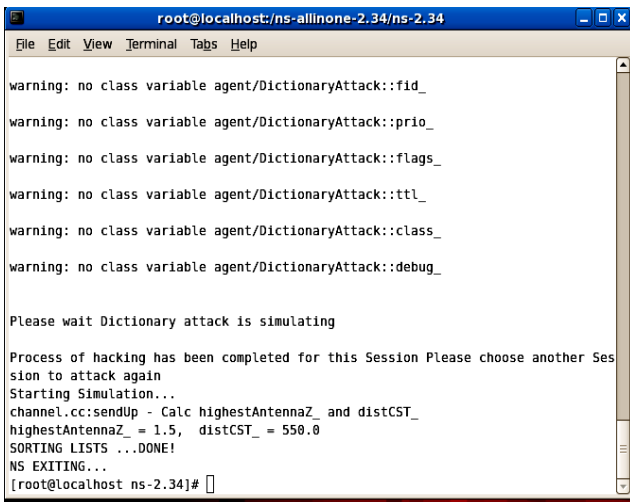 root@localhost:/ns-allinone-2.34/ns-2.34
File Edit View Terminal Tabs Help
warning: no class variable agent/DictionaryAttack::fid_
warning: no class variable agent/DictionaryAttack::prio_
warning: no class variable agent/DictionaryAttack::flags_
warning: no class variable agent/DictionaryAttack::ttl_
warning: no class variable agent/DictionaryAttack::class_
warning: no class variable agent/DictionaryAttack::debug_
Please wait Dictionary attack is simulating
Process of hacking has been completed for this Session Please choose another Ses
sion to attack again
Starting Simulation...
channel.cc:sendUp - Calc highestAntennaZ_ and distCST_
highestAntennaZ_ = 1.5,  distCST_ = 550.0
SORTING LISTS ...DONE!
NS EXITING...
[root@localhost ns-2.34]#